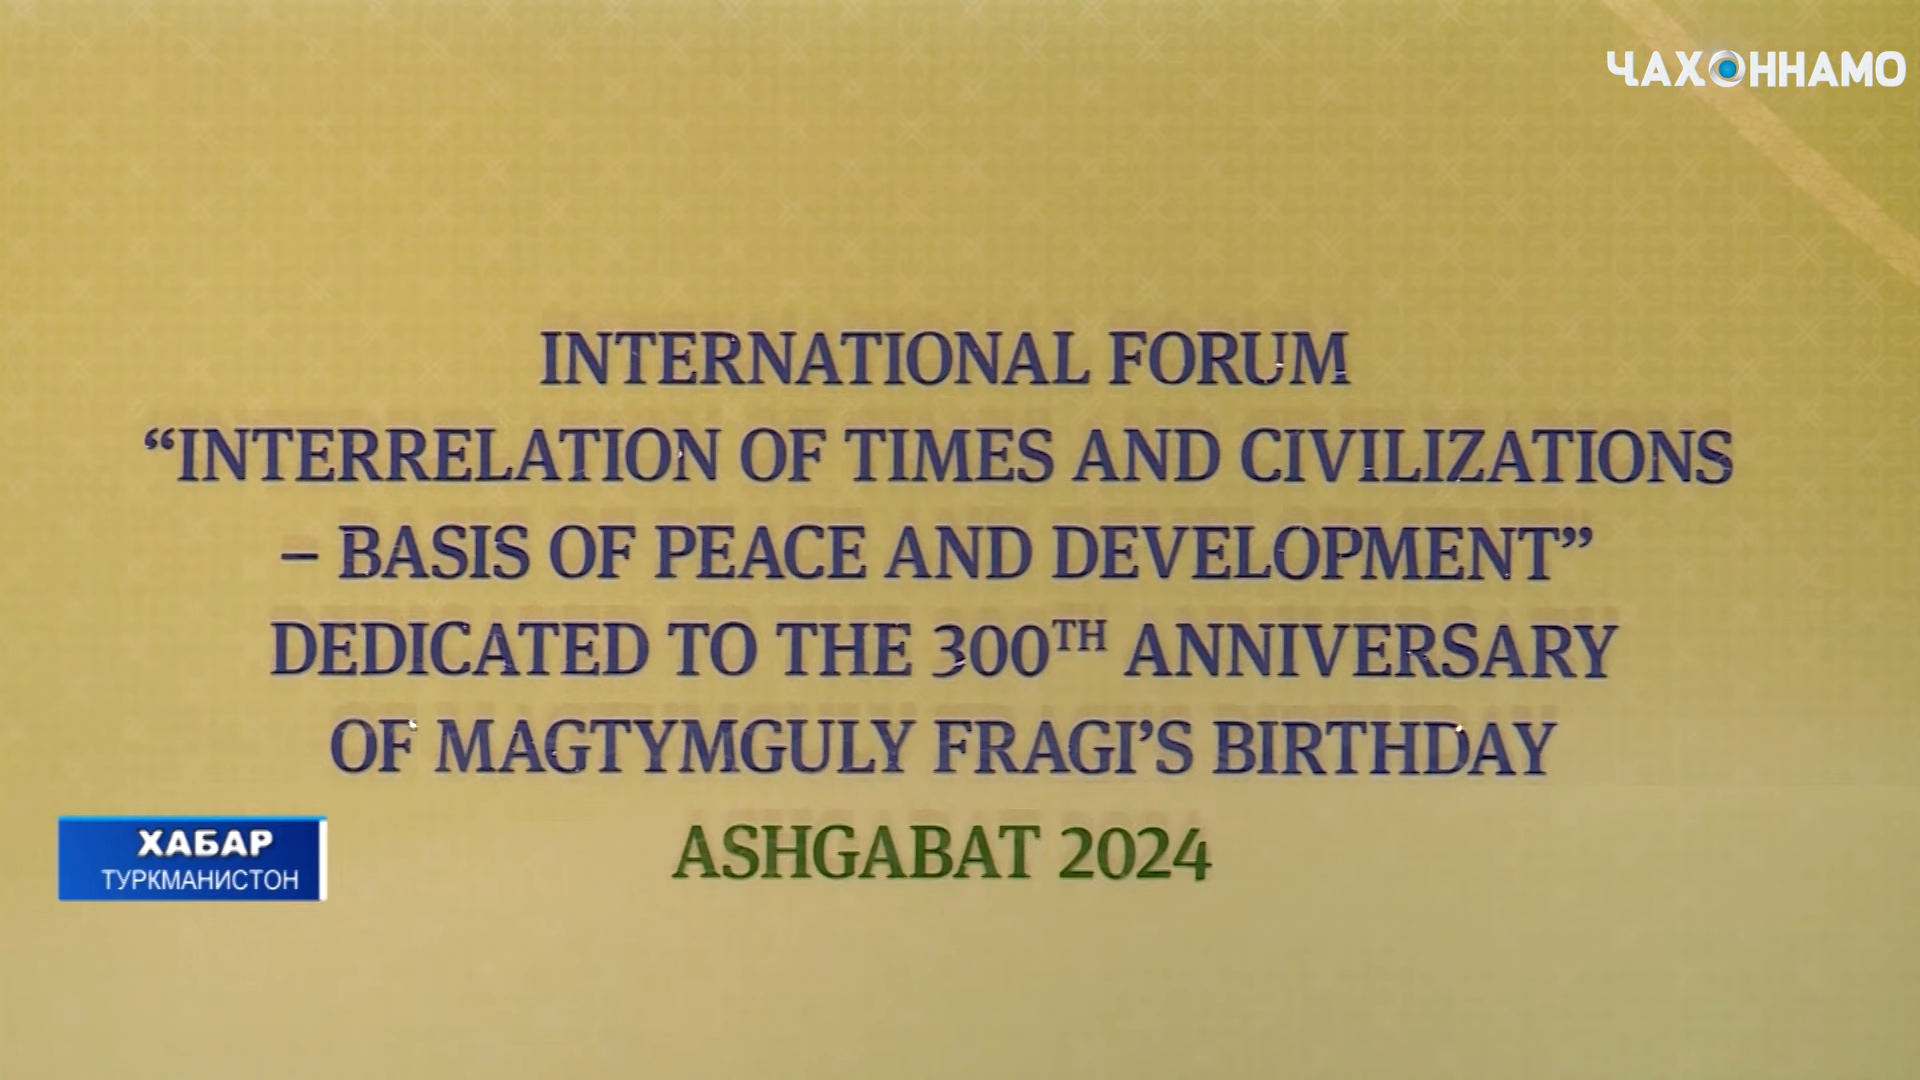 ҶАҲОННАМО
INTERNATIONAL FORUM
“INTERRELATION OF TIMES AND CIVILIZATIONS
– BASIS OF PEACE AND DEVELOPMENT”
DEDICATED TO THE 300TH ANNIVERSARY
OF MAGTYMGULY FRAGI’S BIRTHDAY
ASHGABAT 2024
ХАБАР
ТУРКМАНИСТОН